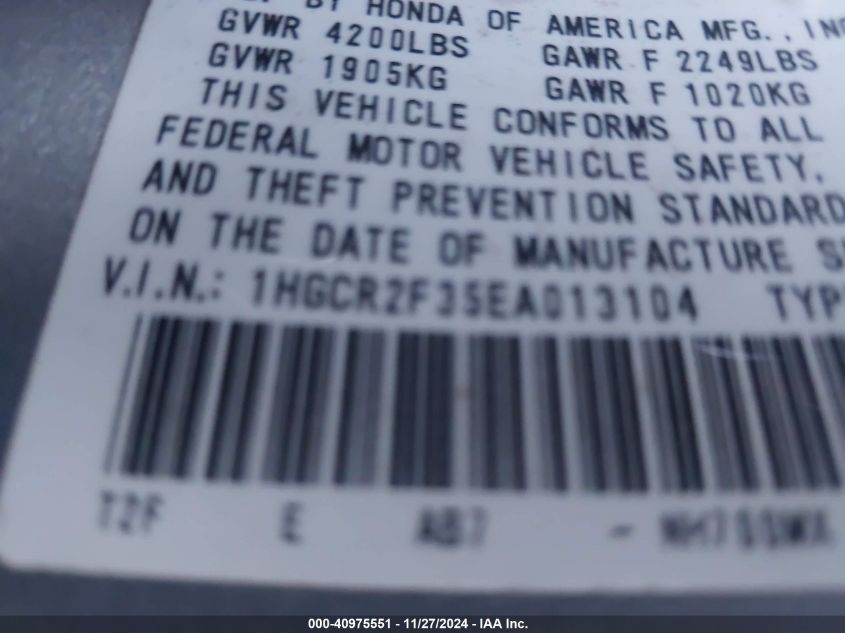 BY HONDA OF AMERICA MFG., INC
GVWR 4200LBS GAWR F 2249LBS
GVWR 1905KG GAWR F 1020KG
THIS VEHICLE CONFORMS TO ALL
FEDERAL MOTOR VEHICLE SAFETY,
AND THEFT PREVENTION STANDARD
ON THE DATE OF MANUFACTURE S
V.I.N.: 1HGCR2F35EA013104 TYP
T2F E AB7 -
000-40975551 - 11/27/2024 - IAA Inc.